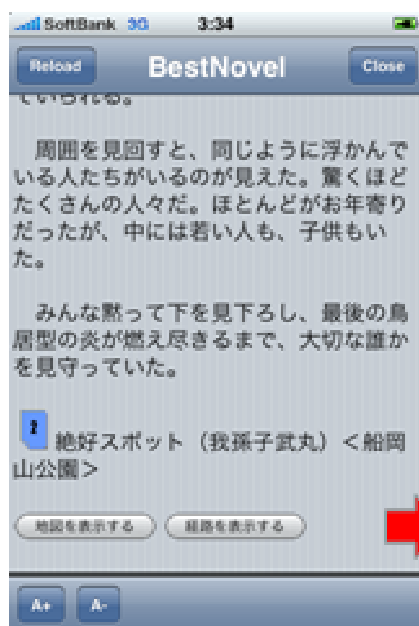 SoftBank 3G 3:34
Reload BestNovel Close
ていられる。
周囲を見回すと、同じように浮かんで
いる人たちがいるのが見えた。驚くほど
たくさんの人々だ。ほとんどがお年寄り
だったが、中には若い人も、子供もい
た。
みんな黙って下を見下ろし、最後の鳥
居型の炎が燃え尽きるまで、大切な誰か
を見守っていた。
2 絶好スポット（我孫子武丸）＜船岡
山公園＞
地図を表示する 経路を表示する
A+ A-